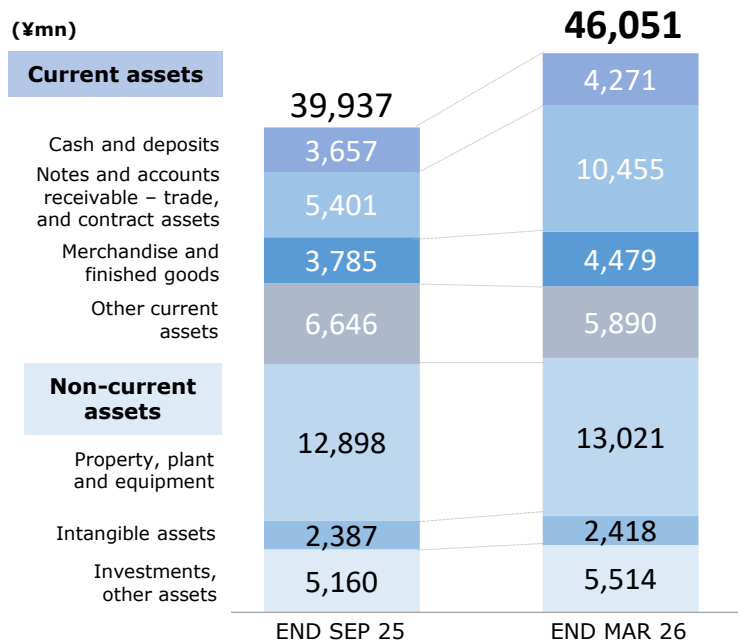 (¥mn)
46,051
Current assets
39,937
4,271
Cash and deposits
3,657
Notes and accounts
receivable – trade,
and contract assets
5,401
10,455
Merchandise and
finished goods
3,785
4,479
Other current
assets
6,646
5,890
Non-current
assets
12,898
13,021
Property, plant
and equipment
Intangible assets
2,387
2,418
Investments,
other assets
5,160
5,514
END SEP 25
END MAR 26